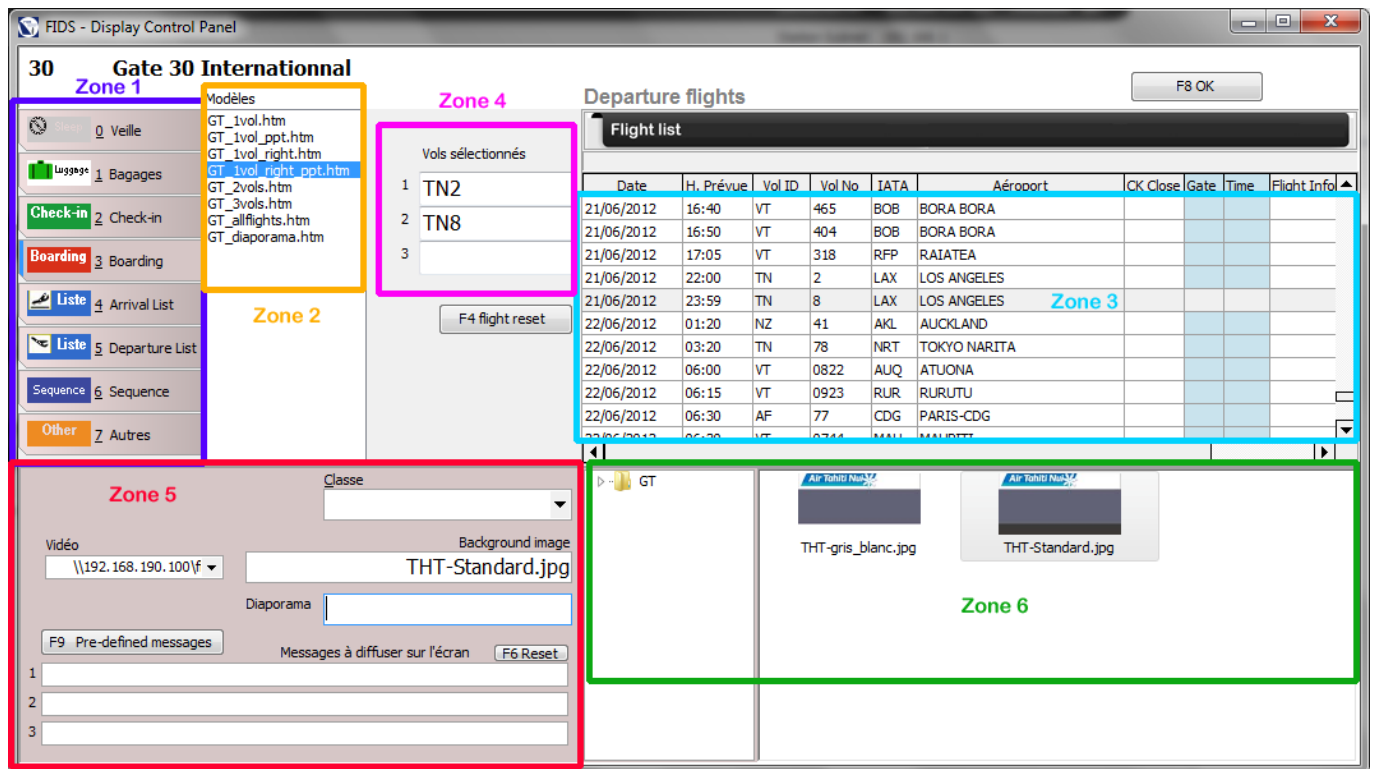 FIDS - Display Control Panel
30 Gate 30 Internationnal
F8 OK
Zone 1
0 Veille
Luggage 1 Bagages
Check-in 2 Check-in
Boarding 3 Boarding
Liste 4 Arrival List
Liste 5 Departure List
Sequence 6 Sequence
Other 7 Autres
Modèles
GT_1vol.htm
GT_1vol_ppt.htm
GT_1vol_right.htm
GT_1vol_right_ppt.htm
GT_2vols.htm
GT_3vols.htm
GT_allflights.htm
GT_diaporama.htm
Zone 2
Zone 4
Vols sélectionnés
1 TN2
2 TN8
3
F4 flight reset
Departure flights
Flight list
Date H. Prévue Vol ID Vol No IATA Aéroport CK Close Gate Time Flight Info
21/06/2012 16:40 VT 465 BOB BORA BORA
21/06/2012 16:50 VT 404 BOB BORA BORA
21/06/2012 17:05 VT 318 RFP RAIATEA
21/06/2012 22:00 TN 2 LAX LOS ANGELES
21/06/2012 23:59 TN 8 LAX LOS ANGELES
Zone 3
22/06/2012 01:20 NZ 41 AKL AUCKLAND
22/06/2012 03:20 TN 78 NRT TOKYO NARITA
22/06/2012 06:00 VT 0822 AUQ ATUONA
22/06/2012 06:15 VT 0923 RUR RURUTU
22/06/2012 06:30 AF 77 CDG PARIS-CDG
Zone 5
Classe
Vidéo
\\192.168.190.100\f
Background image
THT-Standard.jpg
Diaporama
F9 Pre-defined messages
Messages à diffuser sur l'écran
F6 Reset
1
2
3
GT
Air Tahiti Nui
THT-gris_blanc.jpg
Air Tahiti Nui
THT-Standard.jpg
Zone 6